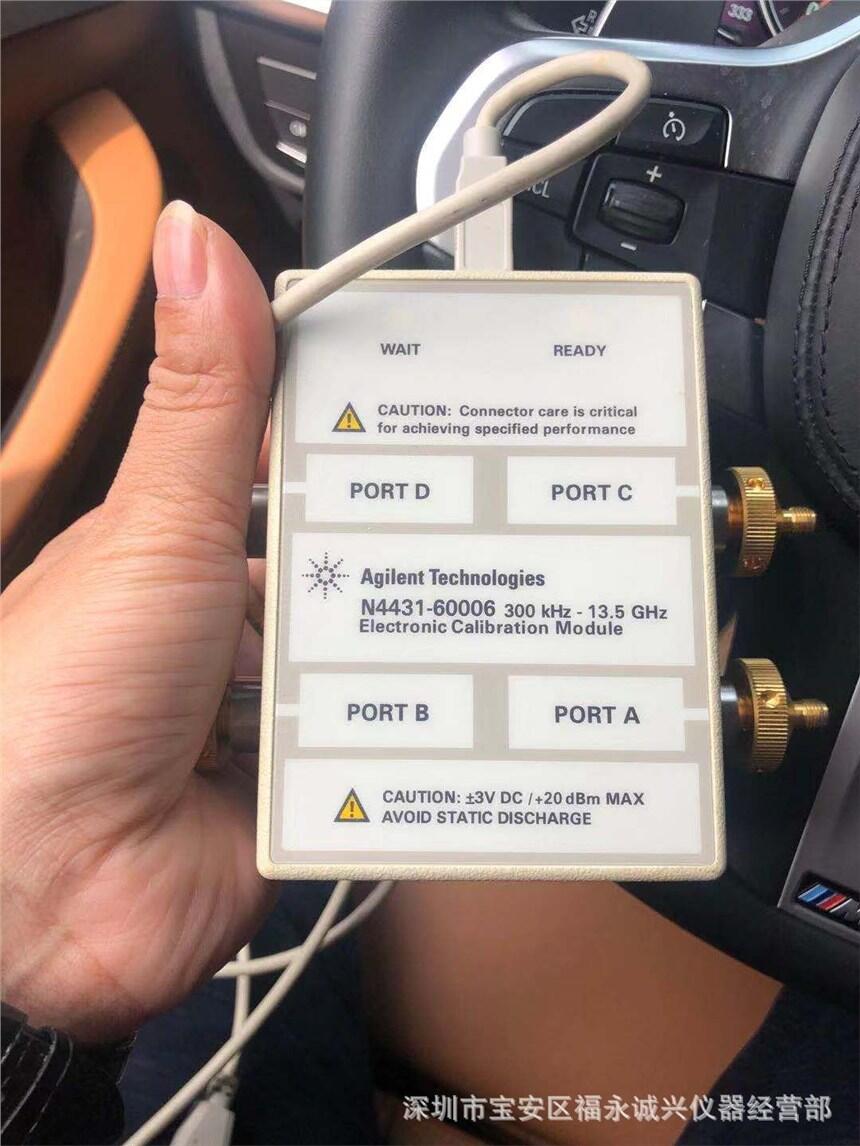 333
+
CL
-
WAIT
READY
CAUTION: Connector care is critical
for achieving specified performance
PORT D
PORT C
Agilent Technologies
N4431-60006 300 kHz - 13.5 GHz
Electronic Calibration Module
PORT B
PORT A
CAUTION: ±3V DC /+20 dBm MAX
AVOID STATIC DISCHARGE
深圳市宝安区福永诚兴仪器经营部